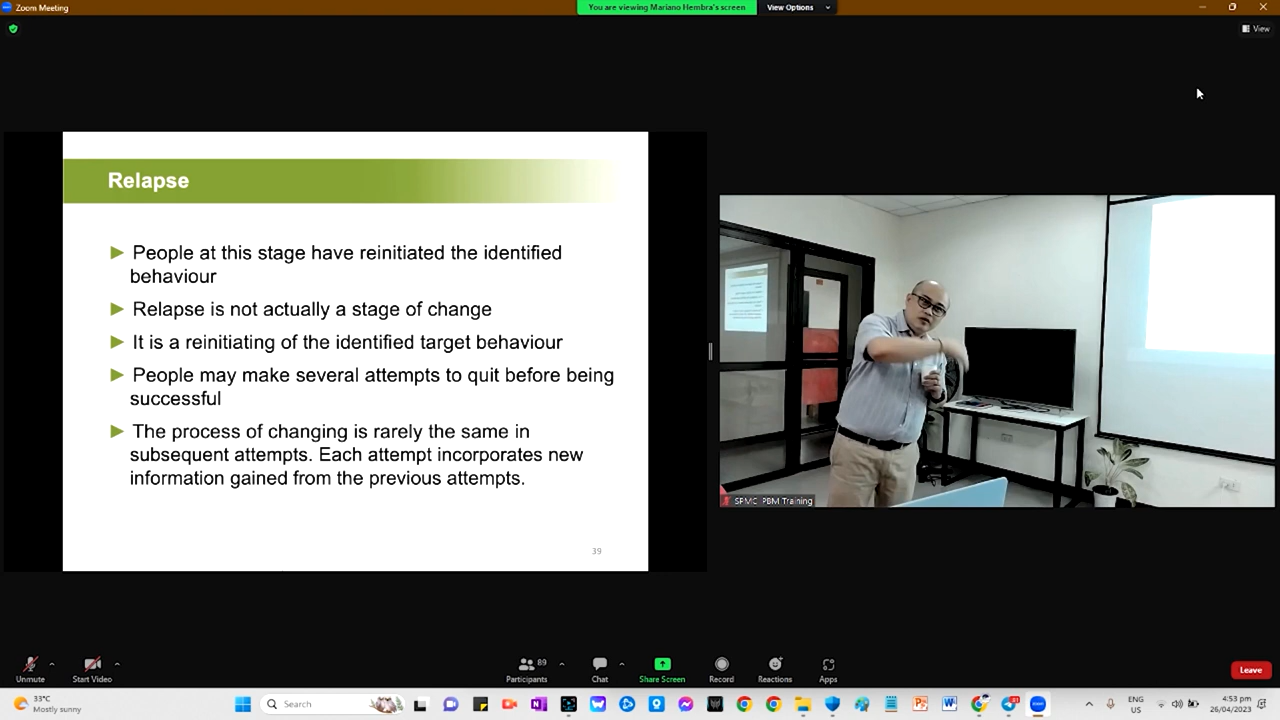 Zoom Meeting
You are viewing Mariano Hembra's screen
View Options
View
Relapse
People at this stage have reinitiated the identified
behaviour
Relapse is not actually a stage of change
It is a reinitiating of the identified target behaviour
People may make several attempts to quit before being
successful
The process of changing is rarely the same in
subsequent attempts. Each attempt incorporates new
information gained from the previous attempts.
39
SPMC PBM Training
Unmute
Start Video
89
Participants
Chat
Share Screen
Record
Reactions
Apps
Leave
33°C
Mostly sunny
Search
ENG
US
4:53 pm
26/04/2023